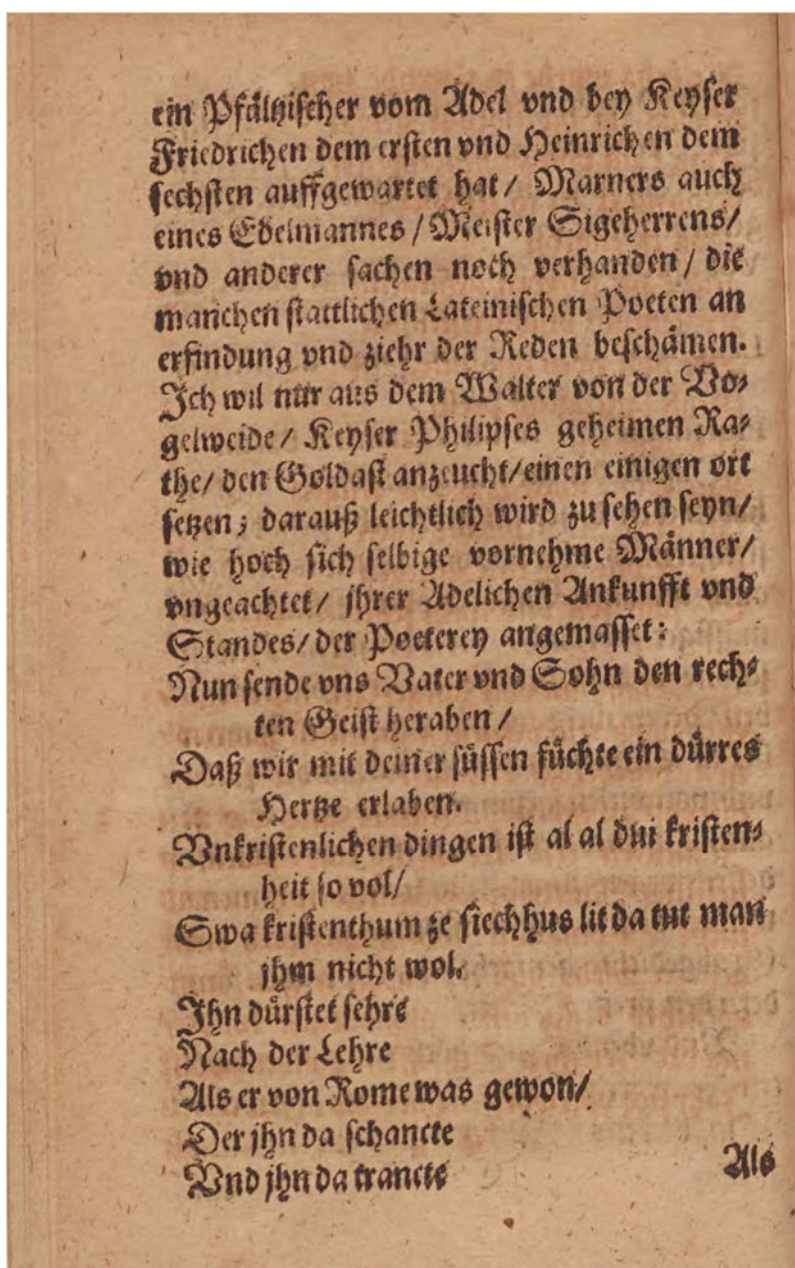 ein Pfältzischer vom Adel vnd bey Keyser
Friedrichen dem ersten vnd Heinrichen dem
sechsten auffgewartet hat / Marners auch
eines Edelmannes / Meister Sigeherrens /
vnd anderer sachen noch verhanden / die
manchen stattlichen Lateinischen Poeten an
erfindung vnd ziehr der Reden beschämen.
Ich wil nur aus dem Walter von der Vo⸗
gelweide / Keyser Philipses geheimen Ra⸗
the / den Goldast anzeucht / einen einigen ort
setzen; darauß leichtlich wird zu sehen seyn /
wie hoch sich selbige vornehme Männer /
vngeachtet / jhrer Adelichen Ankunfft vnd
Standes / der Poeterey angemasset:
Nun sende vns Vater vnd Sohn den rech⸗
ten Geist heraben /
Daß wir mit deiner süssen füchte ein dürres
Hertze erlaben.
Vnkristenlichen dingen ist al al dui kristen⸗
heit so vol /
Swa kristenthum ze siechhus lit da tut man
jhm nicht wol.
Ihn dürstet sehre
Nach der Lehre
Als er von Rome was gewon /
Der jhn da schancte
Vnd jhn da trancte
Als